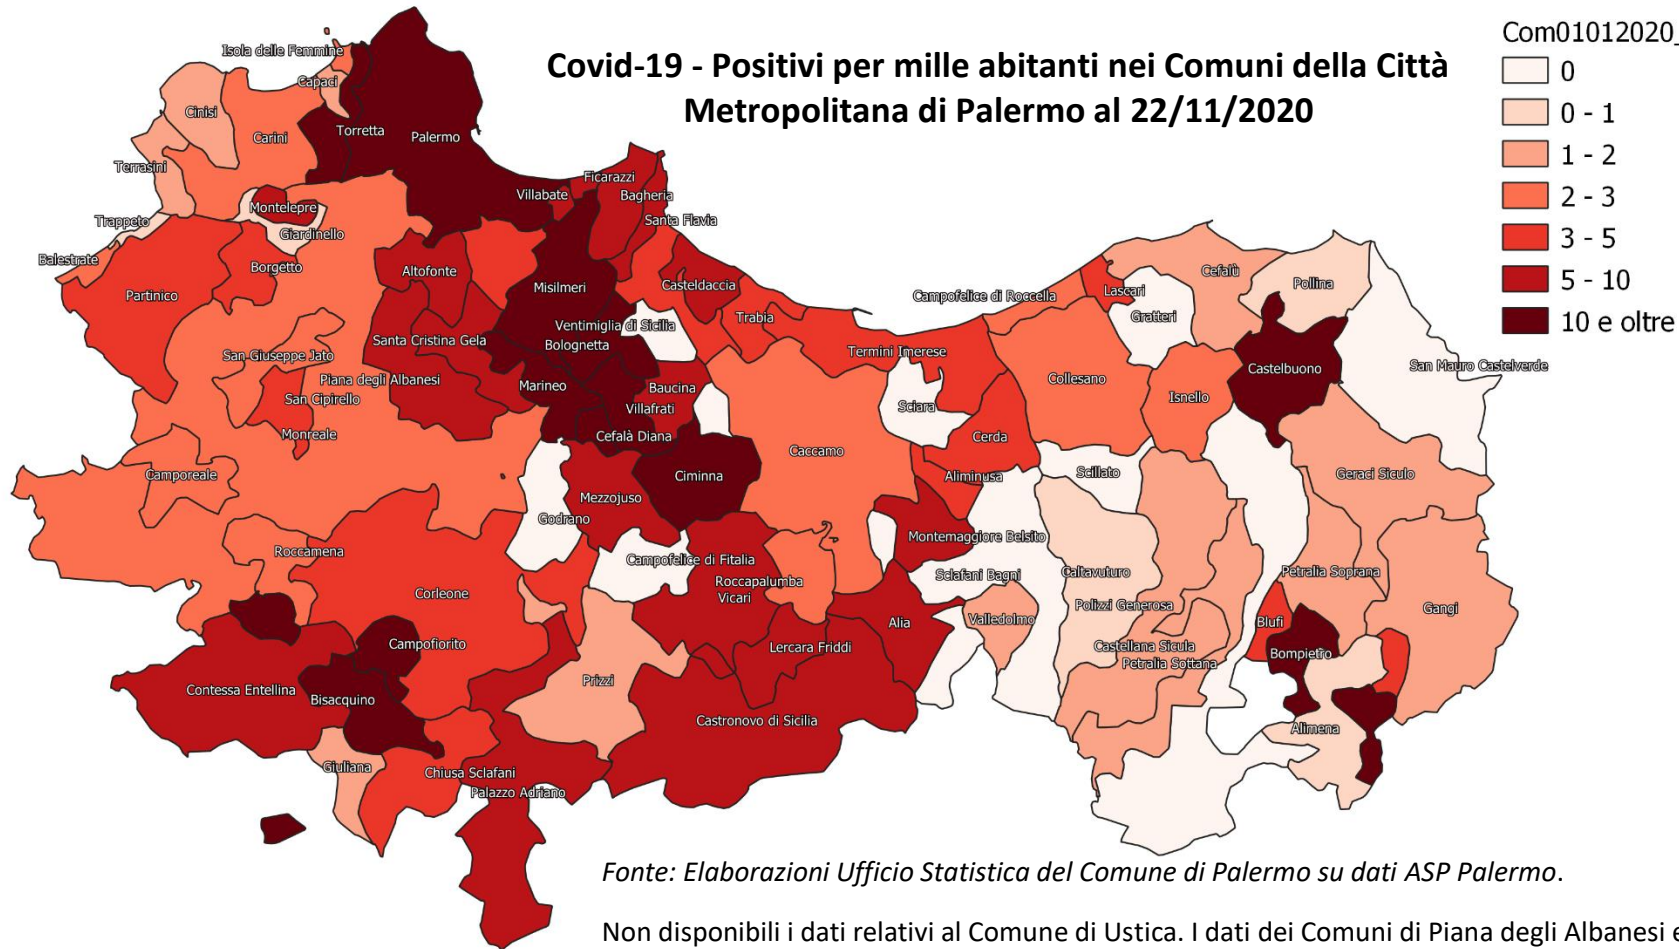 Covid-19 - Positivi per mille abitanti nei Comuni della Città
Metropolitana di Palermo al 22/11/2020
Com01012020_
0
0 - 1
1 - 2
2 - 3
3 - 5
5 - 10
10 e oltre
Isola delle Femmine
Capaci
Cinisi
Carini
Torretta
Palermo
Terrasini
Villabate
Ficarazzi
Bagheria
Santa Flavia
Montelepre
Trappeto
Giardinello
Balestrate
Borgetto
Altofonte
Partinico
Misilmeri
Casteldaccia
Campofelice di Roccella
Lascari
Cefalù
Pollina
Gratteri
Trabia
Ventimiglia di Sicilia
Bolognetta
Santa Cristina Gela
San Giuseppe Jato
Termini Imerese
San Mauro Castelverde
Castelbuono
Piana degli Albanesi
Marineo
Baucina
Collesano
San Cipirello
Villafrati
Sciara
Isnello
Monreale
Cefalà Diana
Cerda
Caccamo
Camporeale
Ciminna
Aliminusa
Scillato
Geraci Siculo
Mezzojuso
Godrano
Montemaggiore Belsito
Roccamena
Campofelice di Fitalia
Sclafani Bagni
Caltavuturo
Petralia Soprana
Roccapalumba
Vicari
Corleone
Polizzi Generosa
Gangi
Valledolmo
Alia
Blufi
Campofiorito
Lercara Friddi
Castellana Sicula
Petralia Sottana
Bompietro
Prizzi
Contessa Entellina
Bisacquino
Castronovo di Sicilia
Alimena
Giuliana
Chiusa Sclafani
Palazzo Adriano
Fonte: Elaborazioni Ufficio Statistica del Comune di Palermo su dati ASP Palermo.
Non disponibili i dati relativi al Comune di Ustica. I dati dei Comuni di Piana degli Albanesi e